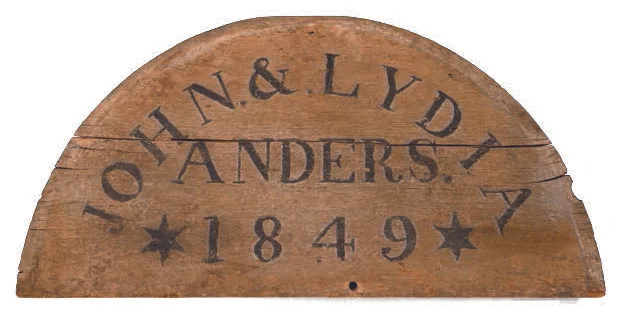 JOHN. & LYDIA
ANDERS.
1849